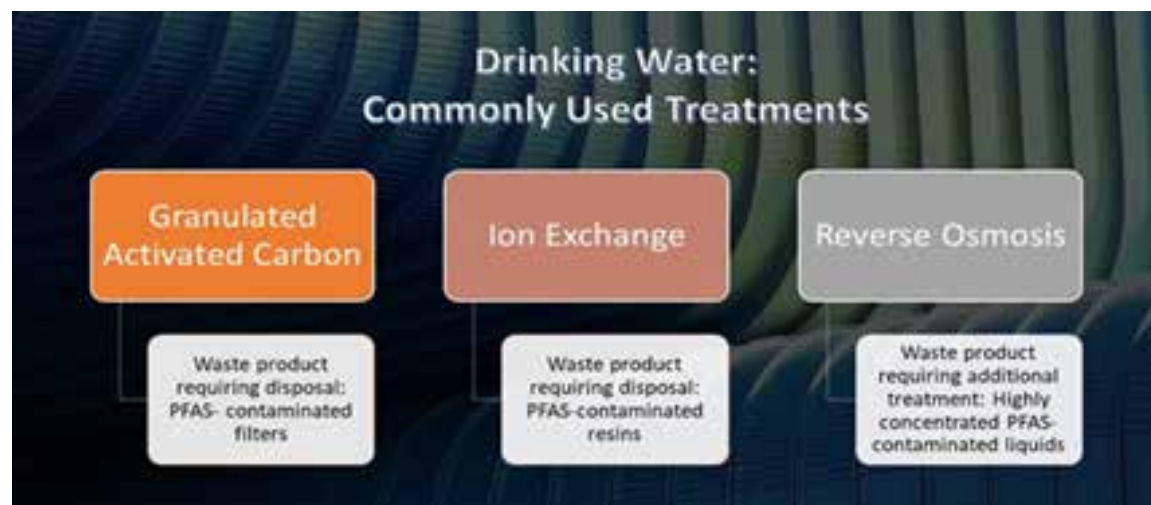 Drinking Water:
Commonly Used Treatments
Granulated
Activated Carbon
Waste product
requiring disposal:
PFAS- contaminated
filters
Ion Exchange
Waste product
requiring disposal:
PFAS-contaminated
resins
Reverse Osmosis
Waste product
requiring additional
treatment: Highly
concentrated PFAS-
contaminated liquids